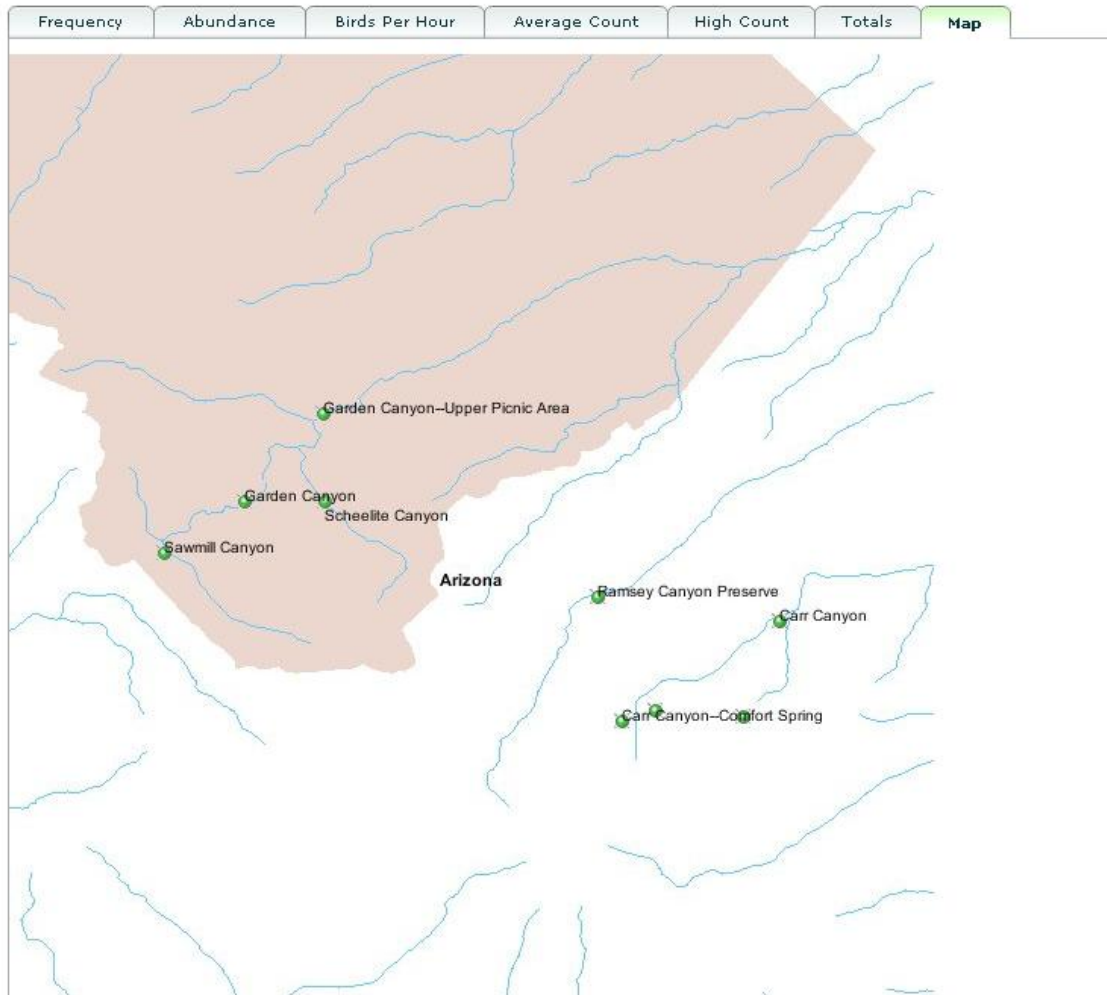 Frequency
Abundance
Birds Per Hour
Average Count
High Count
Totals
Map
Garden Canyon--Upper Picnic Area
Garden Canyon
Scheelite Canyon
Sawmill Canyon
Arizona
Ramsey Canyon Preserve
Carr Canyon
Carr Canyon--Comfort Spring